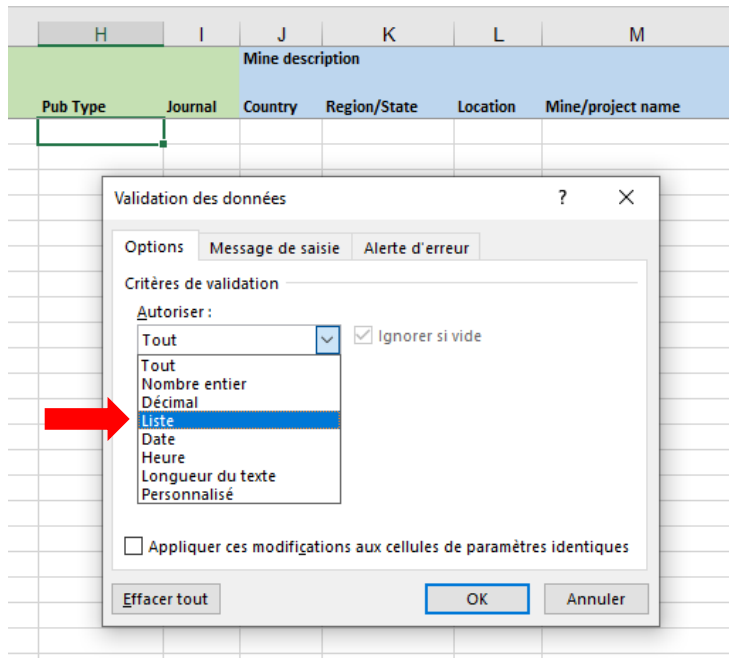 H I J K L M
Mine description
Pub Type Journal Country Region/State Location Mine/project name
Validation des données ?
Options Message de saisie Alerte d'erreur
Critères de validation
Autoriser :
Tout Ignorer si vide
Tout
Nombre entier
Décimal
Liste
Date
Heure
Longueur du texte
Personnalisé
Appliquer ces modifications aux cellules de paramètres identiques
Effacer tout OK Annuler